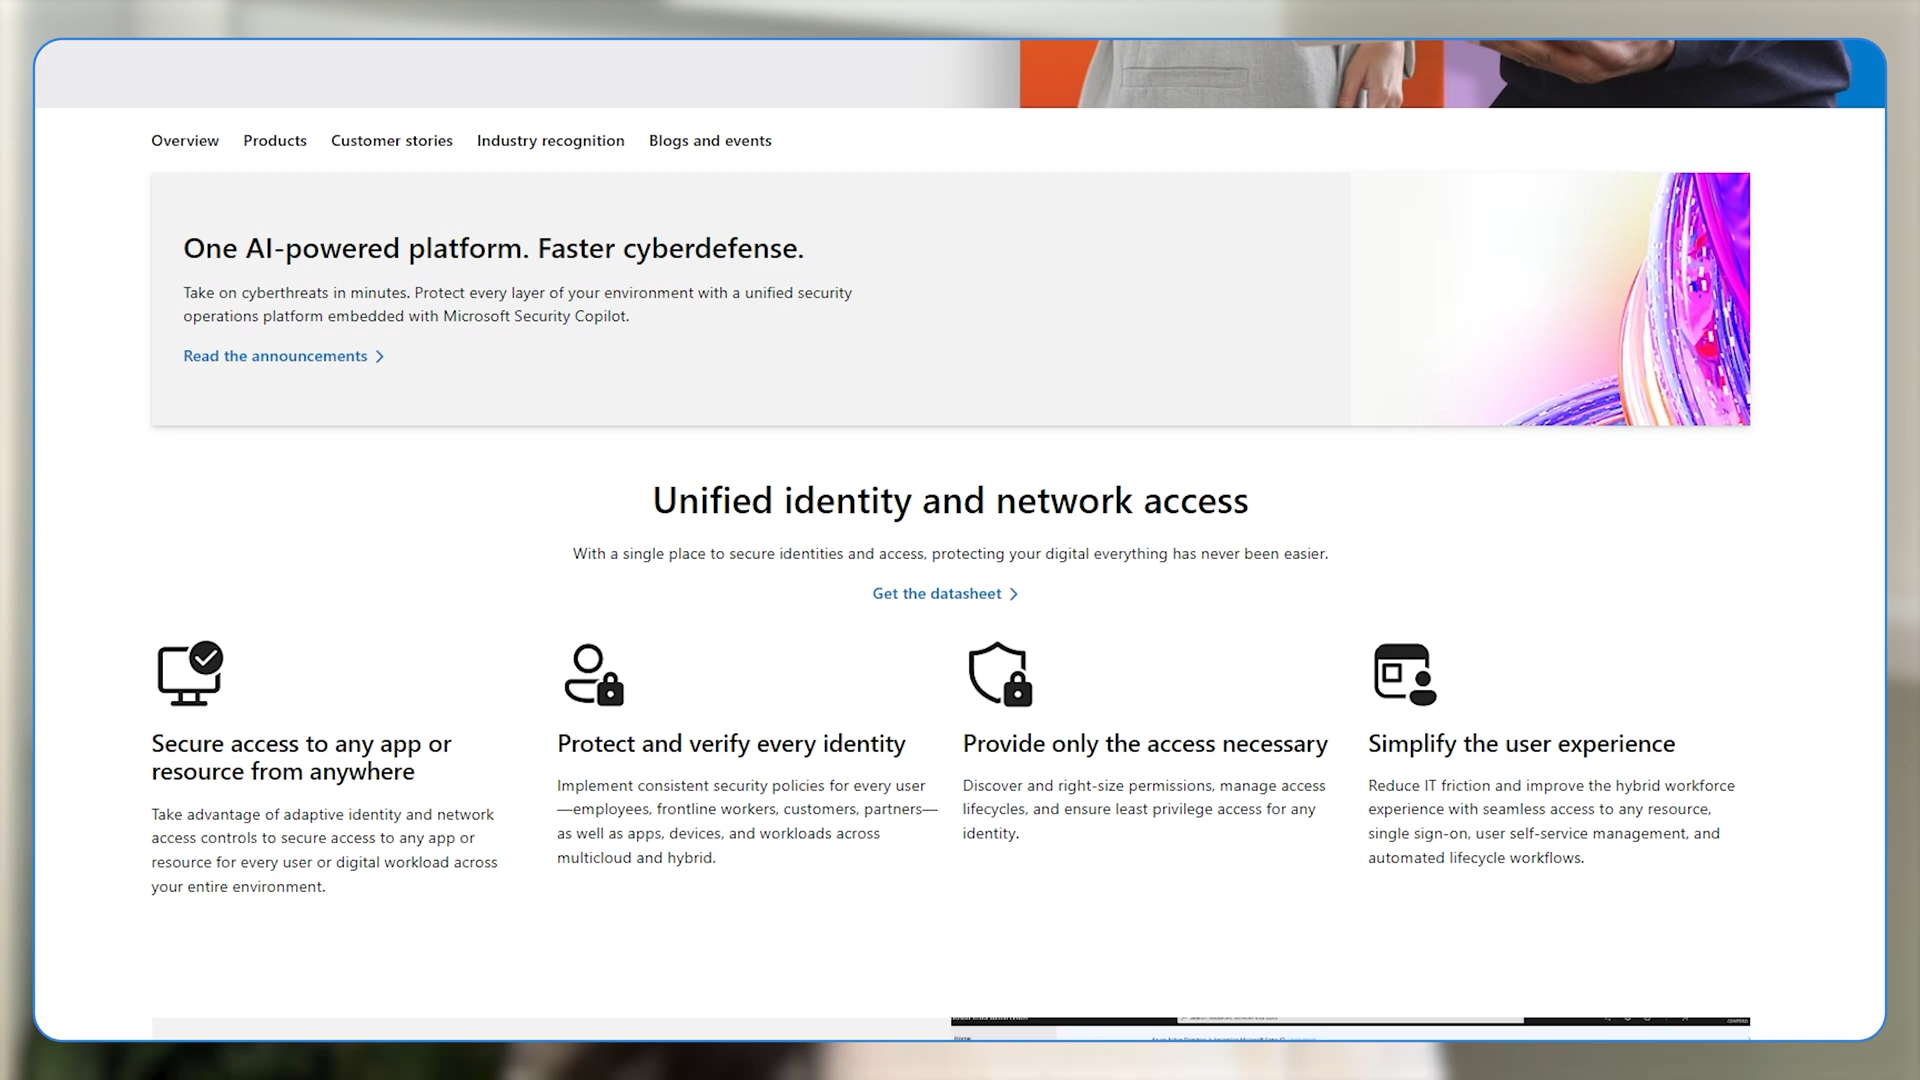 Overview Products Customer stories Industry recognition Blogs and events
One AI-powered platform. Faster cyberdefense.
Take on cyberthreats in minutes. Protect every layer of your environment with a unified security
operations platform embedded with Microsoft Security Copilot.
Read the announcements
Unified identity and network access
With a single place to secure identities and access, protecting your digital everything has never been easier.
Get the datasheet
Secure access to any app or
resource from anywhere
Take advantage of adaptive identity and network
access controls to secure access to any app or
resource for every user or digital workload across
your entire environment.
Protect and verify every identity
Implement consistent security policies for every user
—employees, frontline workers, customers, partners—
as well as apps, devices, and workloads across
multicloud and hybrid.
Provide only the access necessary
Discover and right-size permissions, manage access
lifecycles, and ensure least privilege access for any
identity.
Simplify the user experience
Reduce IT friction and improve the hybrid workforce
experience with seamless access to any resource,
single sign-on, user self-service management, and
automated lifecycle workflows.